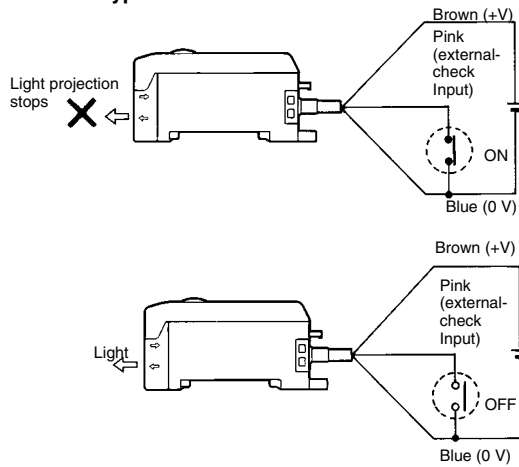 Brown (+V)
Pink
(external-
check
Input)
Light projection
stops
ON
Blue (0 V)
Brown (+V)
Pink
(external-
check
Input)
Light
OFF
Blue (0 V)